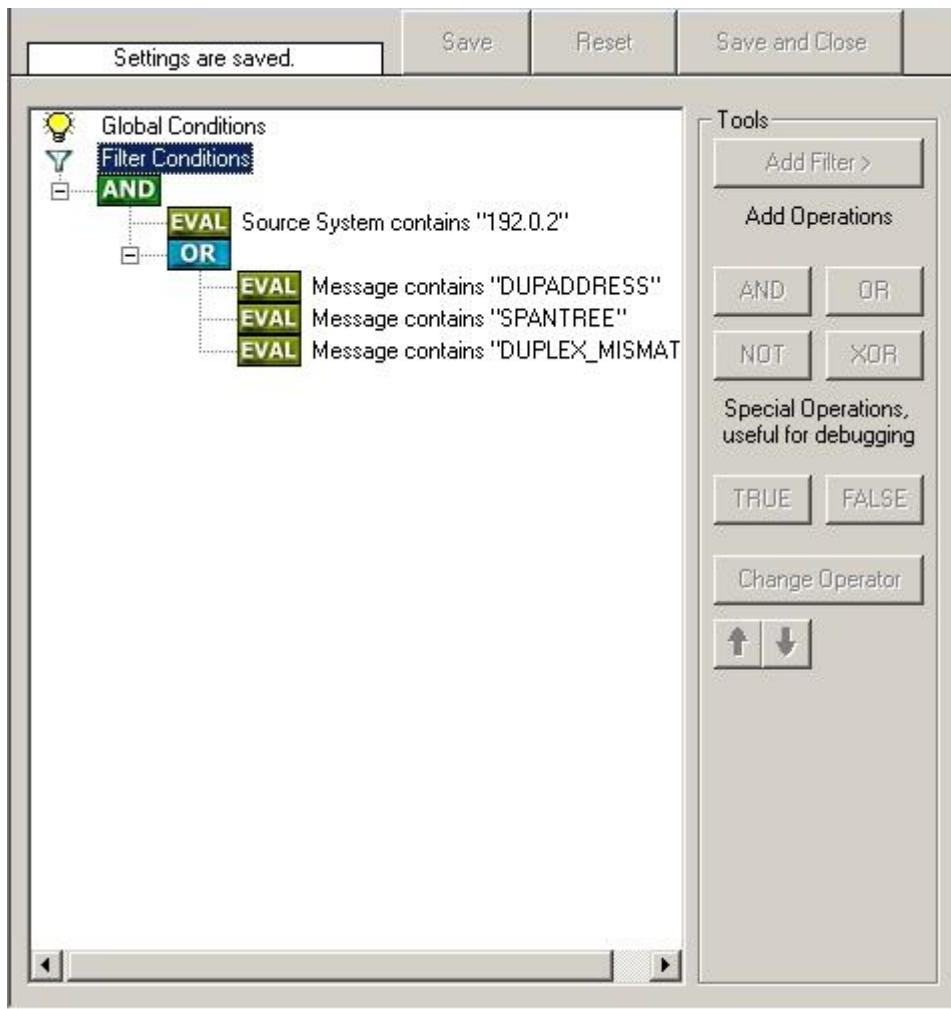 Settings are saved.
Save
Reset
Save and Close
Global Conditions
Filter Conditions
AND
EVAL Source System contains "192.0.2"
OR
EVAL Message contains "DUPADDRESS"
EVAL Message contains "SPANTREE"
EVAL Message contains "DUPLEX_MISMAT
Tools
Add Filter >
Add Operations
AND
OR
NOT
XOR
Special Operations,
useful for debugging
TRUE
FALSE
Change Operator